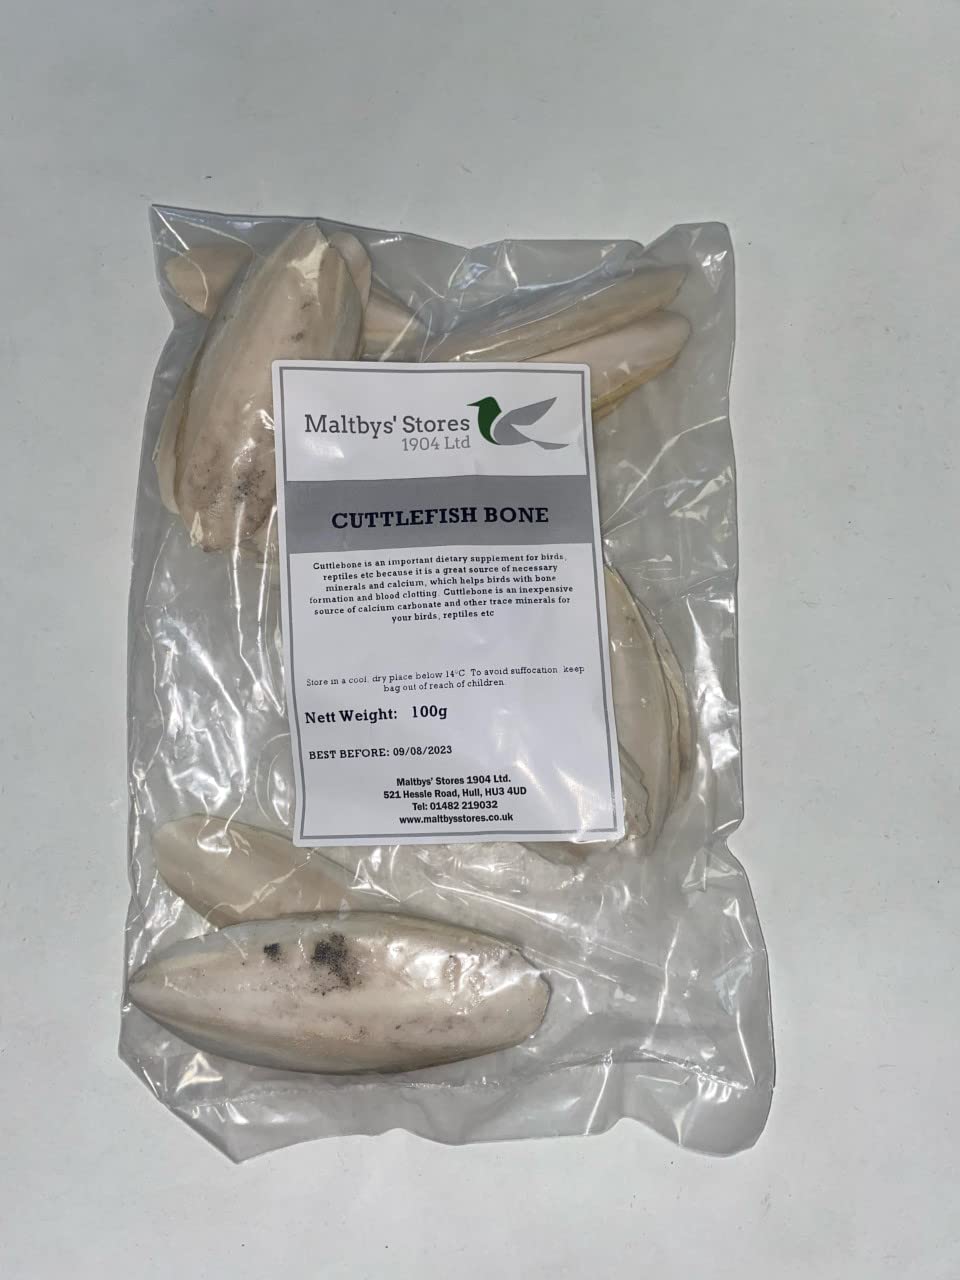 Maltbys' Stores
1904 Ltd
CUTTLEFISH BONE
Cuttlebone is an important dietary supplement for birds,
reptiles etc because it is a great source of necessary
minerals and calcium, which helps birds with bone
formation and blood clotting. Cuttlebone is an inexpensive
source of calcium carbonate and other trace minerals for
your birds, reptiles etc
Store in a cool, dry place below 14°C. To avoid suffocation, keep
bag out of reach of children
Nett Weight: 100g
BEST BEFORE: 09/08/2023
Maltbys' Stores 1904 Ltd.
521 Hessle Road, Hull, HU3 4UD
Tel: 01482 219032
www.maltbysstores.co.uk